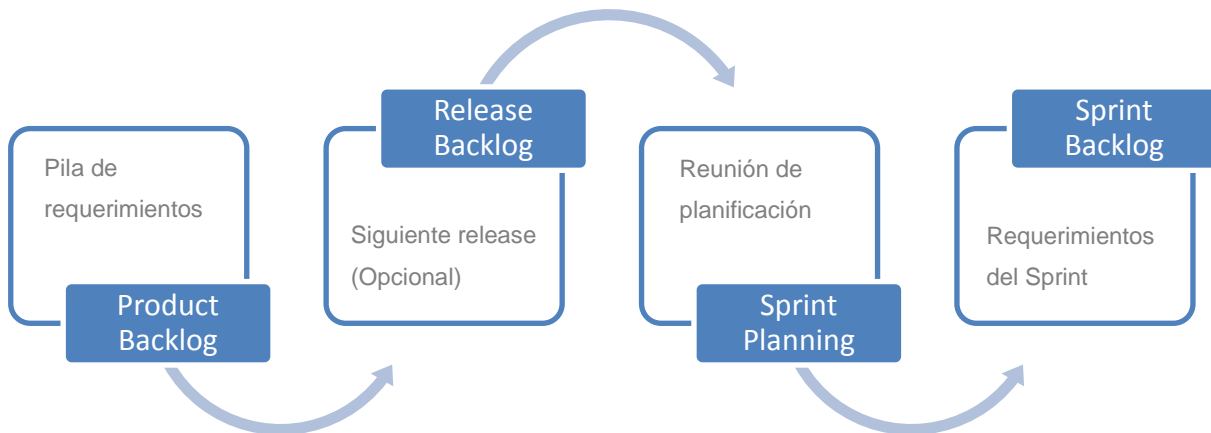 Pila de
requerimientos
Product
Backlog
Release
Backlog
Siguiente release
(Opcional)
Reunión de
planificación
Sprint
Planning
Sprint
Backlog
Requerimientos
del Sprint